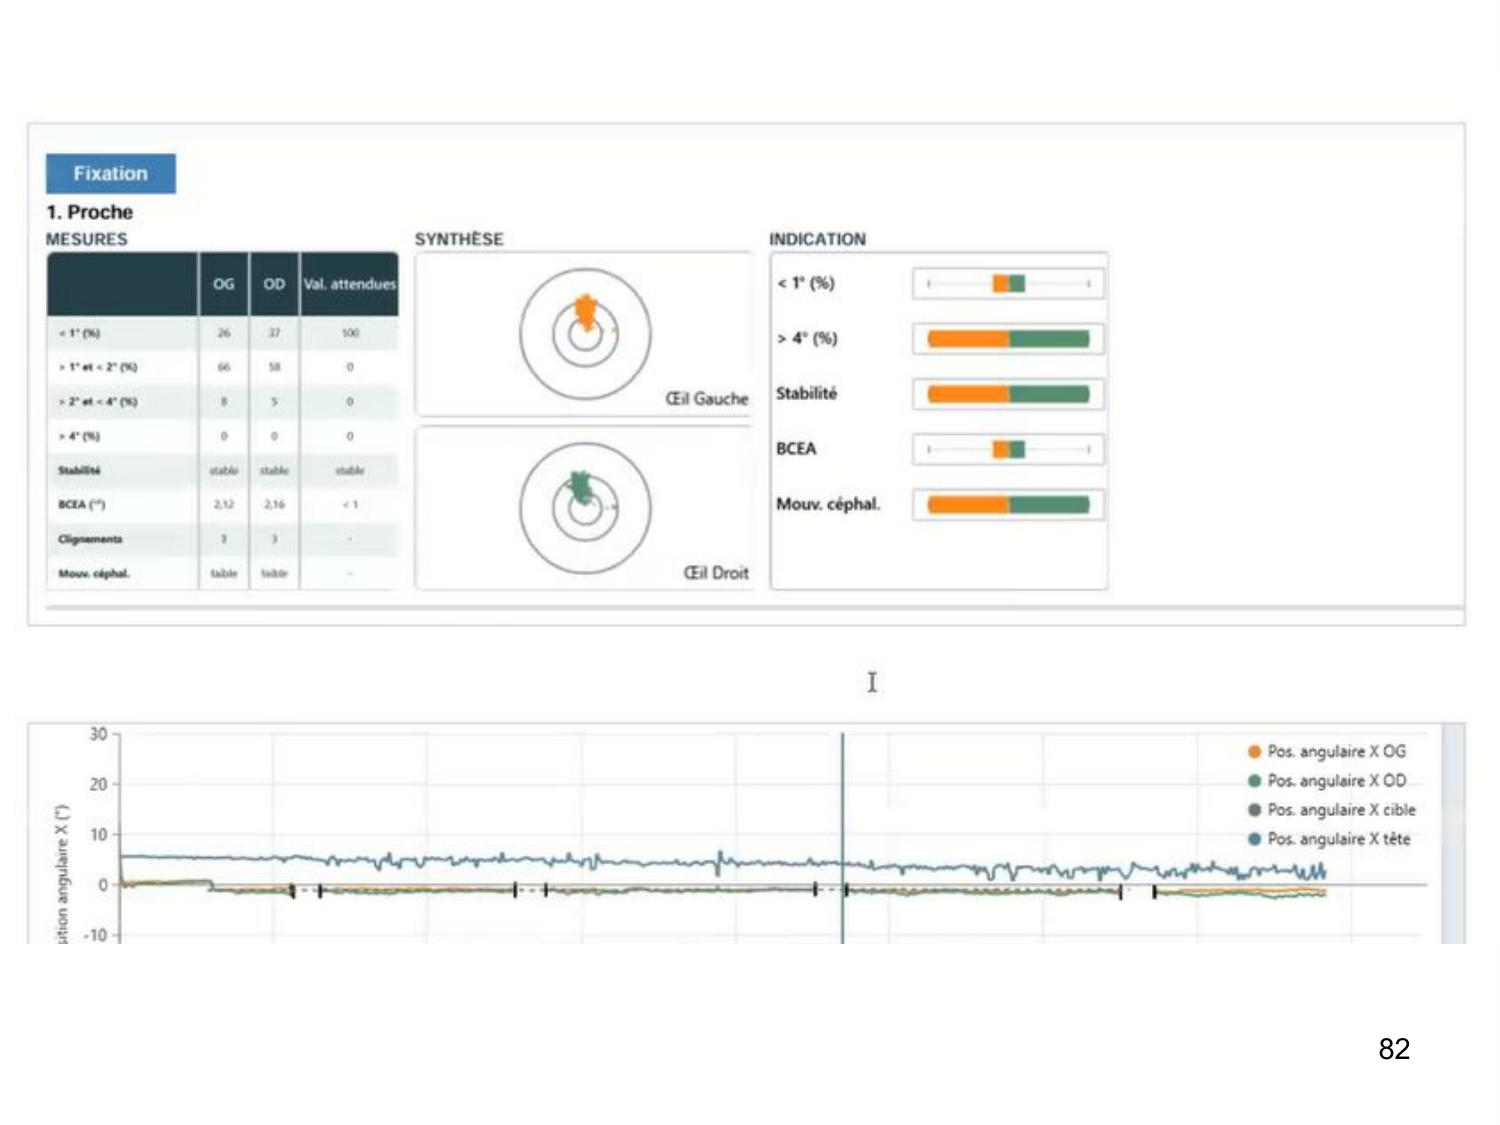 Fixation
1. Proche
MESURES
OG OD Val. attendues
< 1° (%) 26 37 100
> 1° et < 2° (%) 66 58 0
> 2° et < 4° (%) 8 5 0
> 4° (%) 0 0 0
Stabilité stable stable stable
BCEA (°²) 2,12 2,16 < 1
Clignements 3 3 -
Mouv. céphal. faible faible -
SYNTHÈSE
Œil Gauche
Œil Droit
INDICATION
< 1° (%)
> 4° (%)
Stabilité
BCEA
Mouv. céphal.
sition angulaire X (°)
30
20
10
0
-10
Pos. angulaire X OG
Pos. angulaire X OD
Pos. angulaire X cible
Pos. angulaire X tête
82